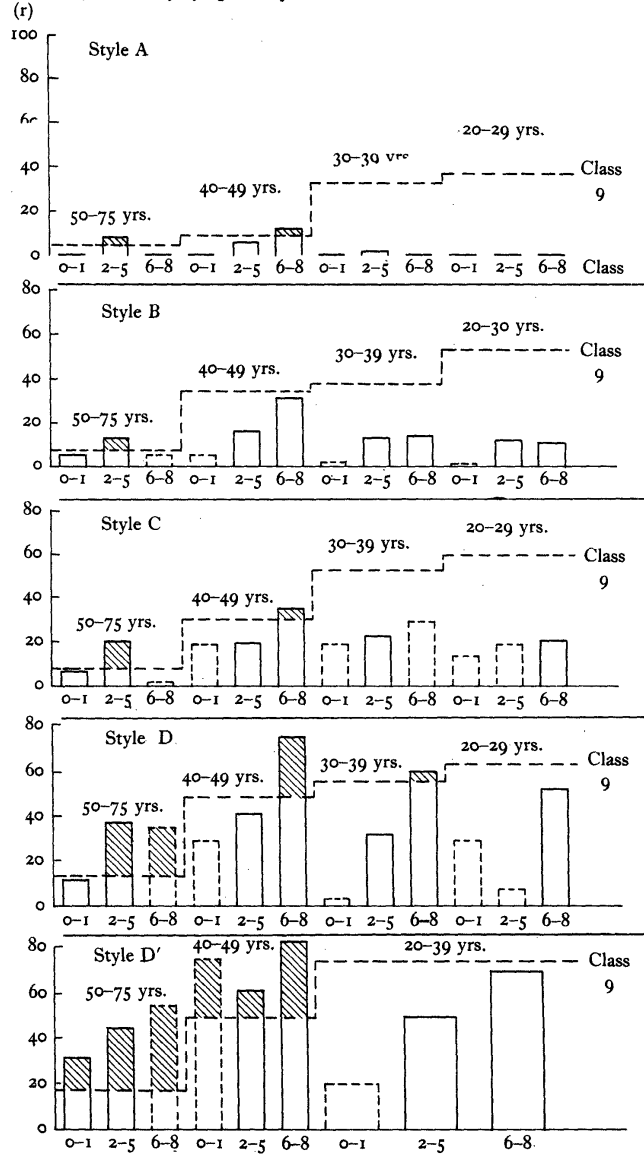 (r)
100
Style A
80
20-29 yrs.
30-39 yrs
40
40-49 yrs.
Class
9
50-75 yrs.
20
0
0-1 2-5 6-8 0-1 2-5 6-8 0-1 2-5 6-8 0-1 2-5 6-8 Class
80
Style B
20-30 yrs.
60
30-39 yrs.
Class
9
40-49 yrs.
40
50-75 yrs.
20
0
0-1 2-5 6-8 0-1 2-5 6-8 0-1 2-5 6-8 0-1 2-5 6-8
80
Style C
20-29 yrs.
30-39 yrs.
60
Class
9
40-49 yrs.
40
50-75 yrs.
20
0
0-1 2-5 6-8 0-1 2-5 6-8 0-1 2-5 6-8 0-1 2-5 6-8
80
Style D
20-29 yrs.
30-39 yrs.
Class
9
60
40-49 yrs.
50-75 yrs.
40
20
0
0-1 2-5 6-8 0-1 2-5 6-8 0-1 2-5 6-8 0-1 2-5 6-8
80
Style D'
40-49 yrs.
20-39 yrs.
Class
9
50-75 yrs.
60
40
20
0
0-1 2-5 6-8 0-1 2-5 6-8 0-1 2-5 6-8